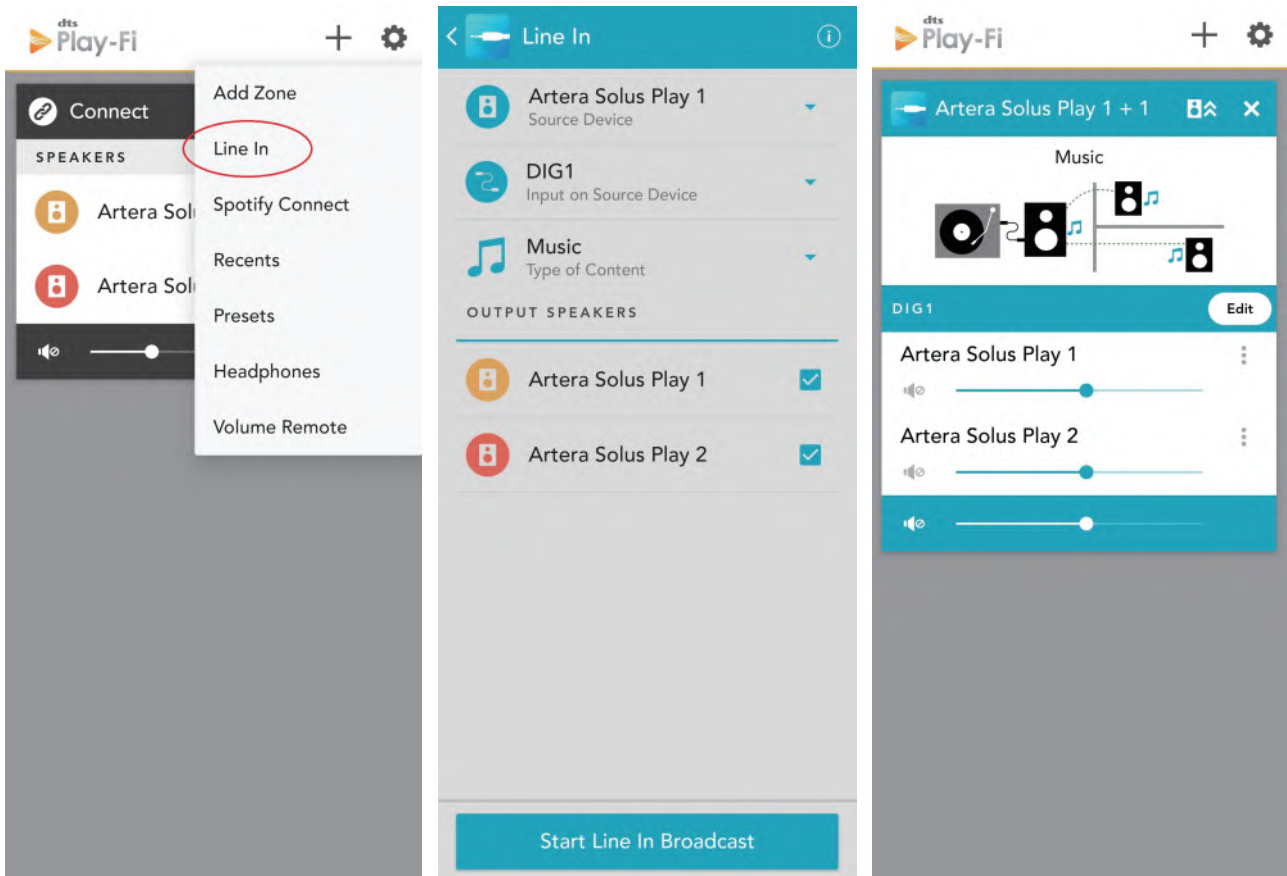 dts
Play-Fi
Connect
SPEAKERS
Artera Sol
Artera Sol
Add Zone
Line In
Spotify Connect
Recents
Presets
Headphones
Volume Remote
Line In
Artera Solus Play 1
Source Device
DIG1
Input on Source Device
Music
Type of Content
OUTPUT SPEAKERS
Artera Solus Play 1
Artera Solus Play 2
Start Line In Broadcast
dts
Play-Fi
Artera Solus Play 1 + 1
Music
DIG1
Edit
Artera Solus Play 1
Artera Solus Play 2